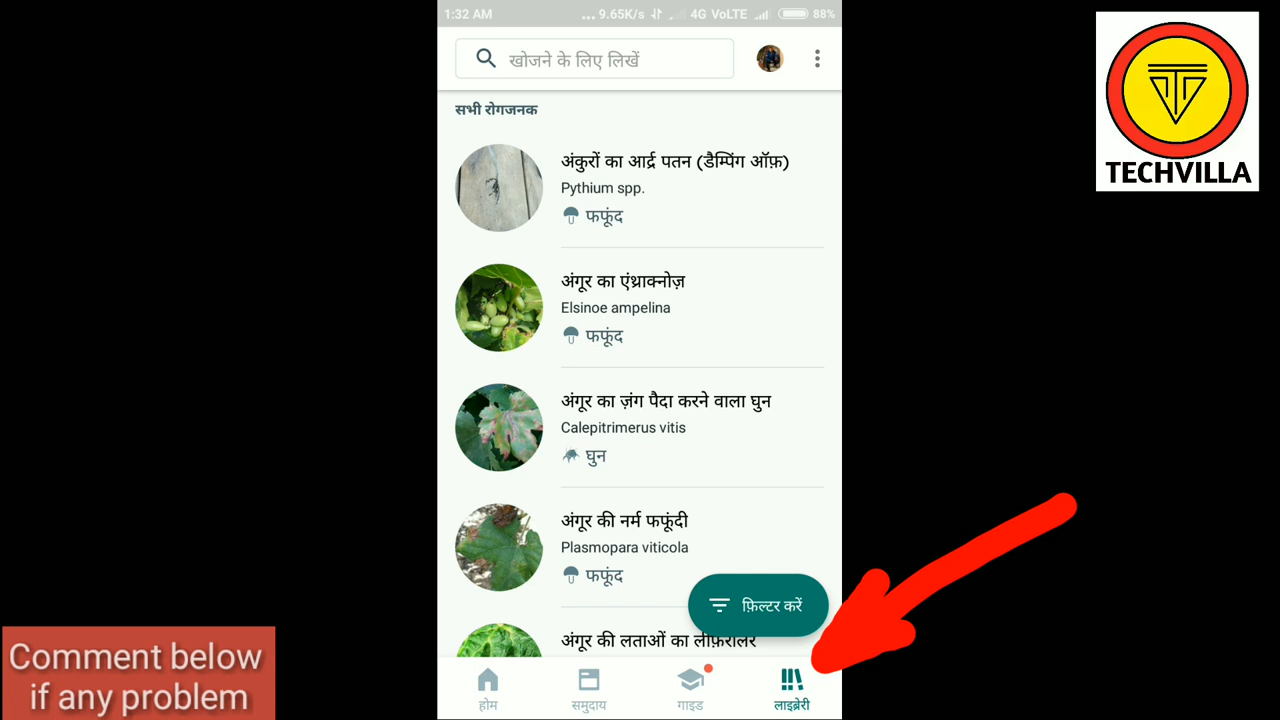 1:32 AM ... 9.65K/s 4G VoLTE 88%
खोजने के लिए लिखें
सभी रोगजनक
अंकुरों का आर्द्र पतन (डैम्पिंग ऑफ़)
Pythium spp.
फफूंद
अंगूर का एंथ्राक्नोज़
Elsinoe ampelina
फफूंद
अंगूर का ज़ंग पैदा करने वाला घुन
Calepitrimerus vitis
घुन
अंगूर की नर्म फफूंदी
Plasmopara viticola
फफूंद
फ़िल्टर करें
अंगूर की लताओं का लीफ़रोलर
होम समुदाय गाइड लाइब्रेरी
TECHVILLA
Comment below
if any problem